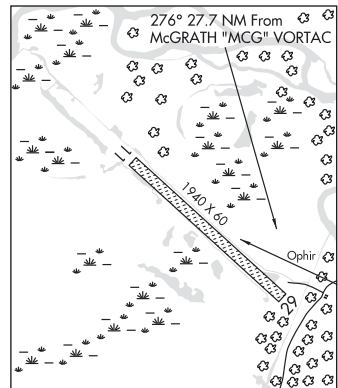 276° 27.7 NM From
McGRATH "MCG" VORTAC
1940 X 60
Ophir
29